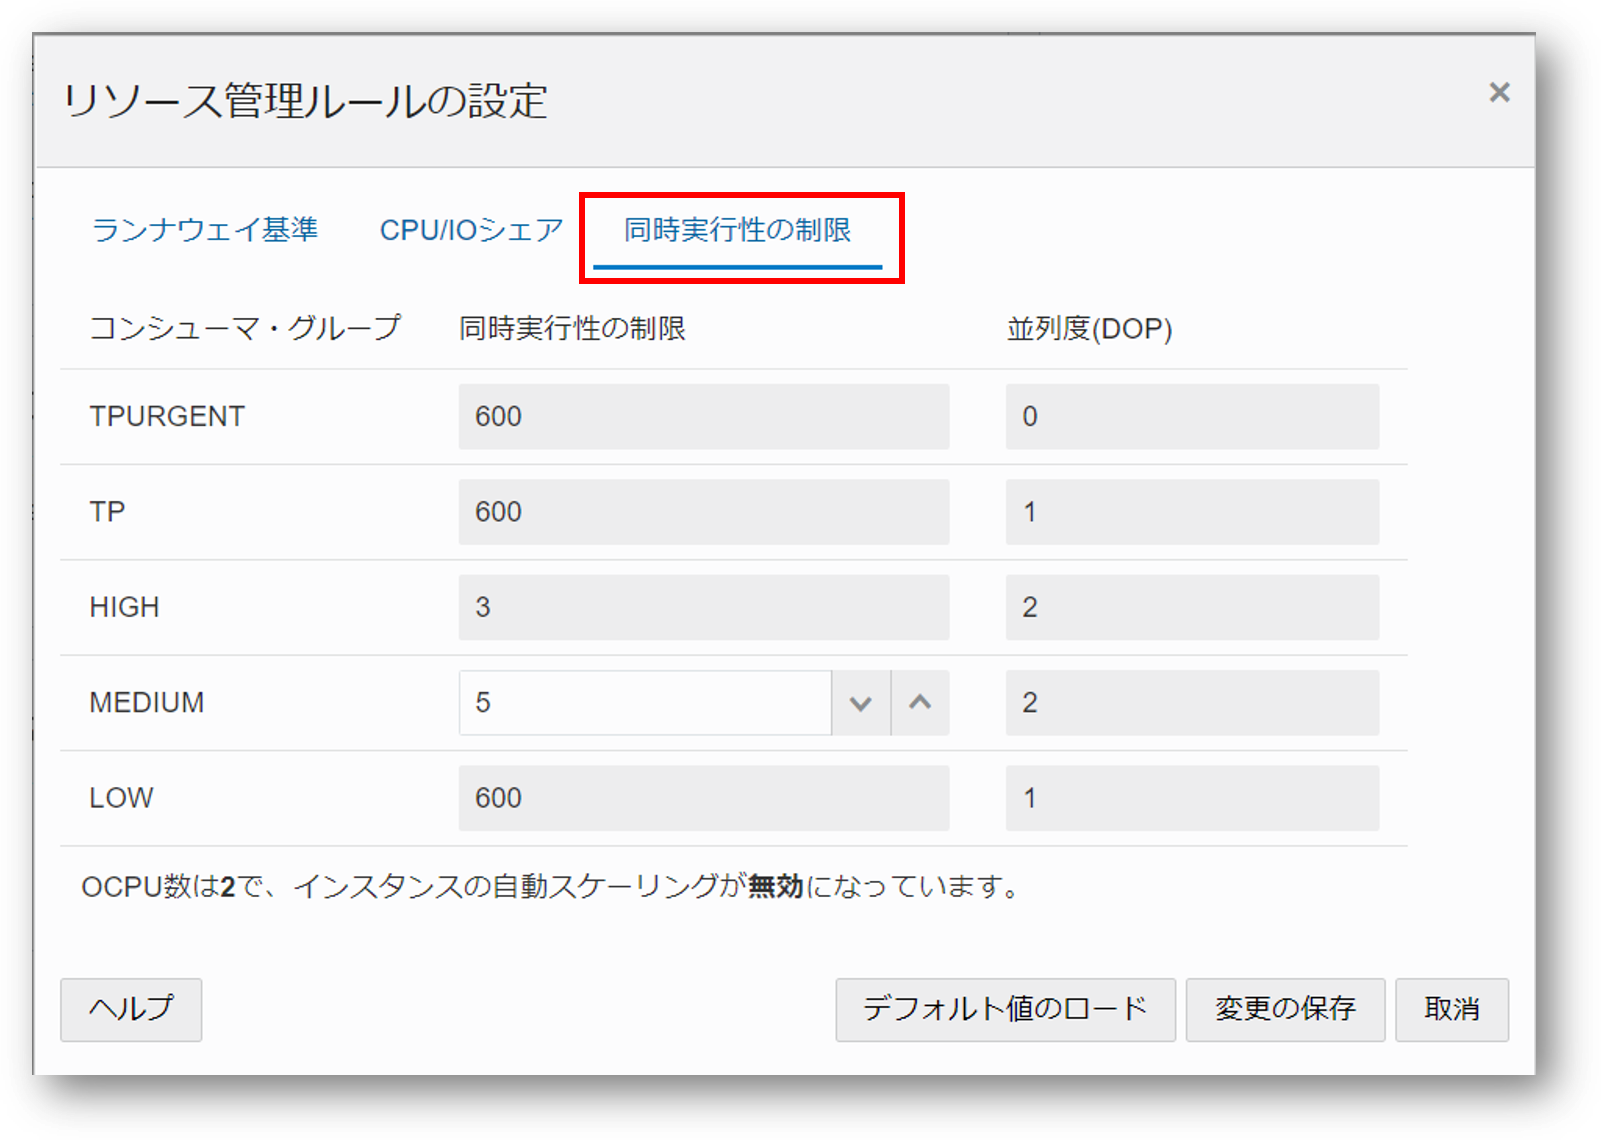 リソース管理ルールの設定
ランナウェイ基準 CPU/IOシェア 同時実行性の制限
コンシューマ・グループ 同時実行性の制限 並列度(DOP)
TPURGENT 600 0
TP 600 1
HIGH 3 2
MEDIUM 5 2
LOW 600 1
OCPU数は2で、インスタンスの自動スケーリングが無効になっています。
ヘルプ デフォルト値のロード 変更の保存 取消